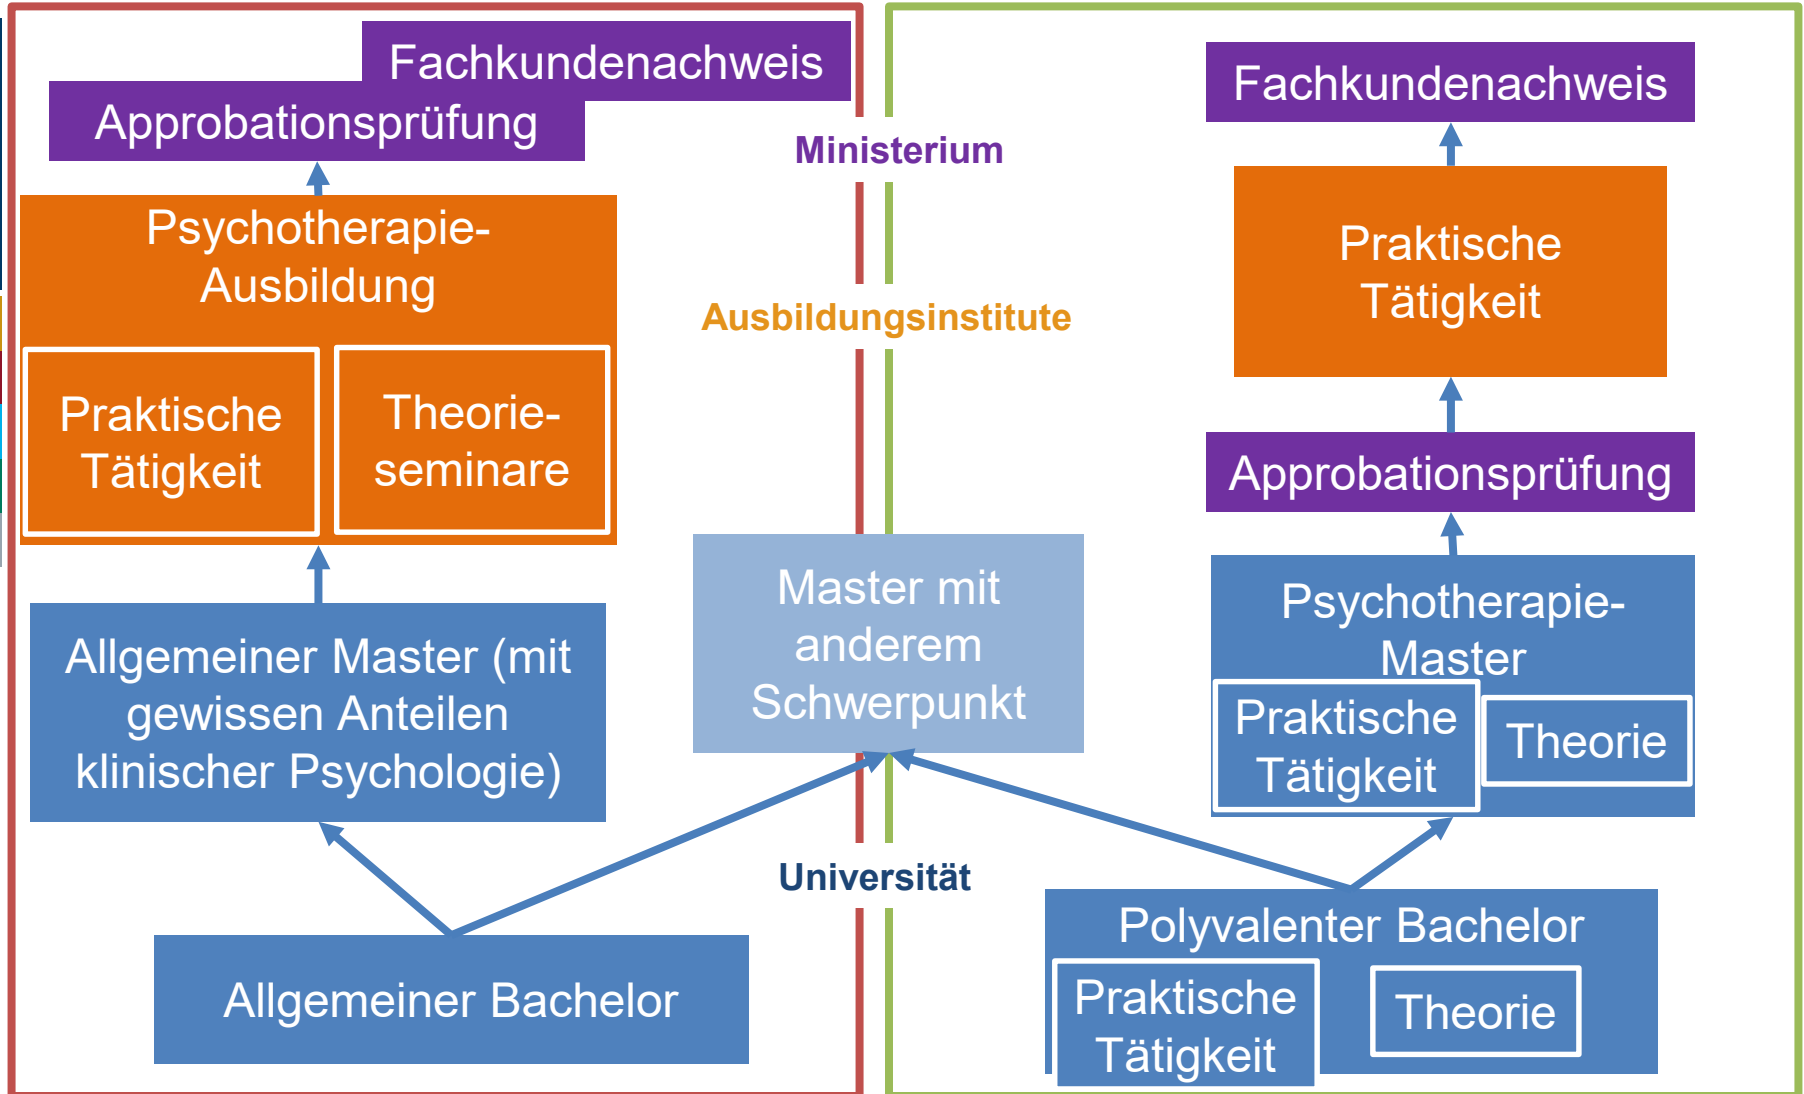 Fachkundenachweis
Approbationsprüfung
Psychotherapie-
Ausbildung
Praktische
Tätigkeit
Theorie-
seminare
Allgemeiner Master (mit
gewissen Anteilen
klinischer Psychologie)
Allgemeiner Bachelor
Ministerium
Ausbildungsinstitute
Master mit
anderem
Schwerpunkt
Universität
Fachkundenachweis
Praktische
Tätigkeit
Approbationsprüfung
Psychotherapie-
Master
Praktische
Tätigkeit
Theorie
Polyvalenter Bachelor
Praktische
Tätigkeit
Theorie